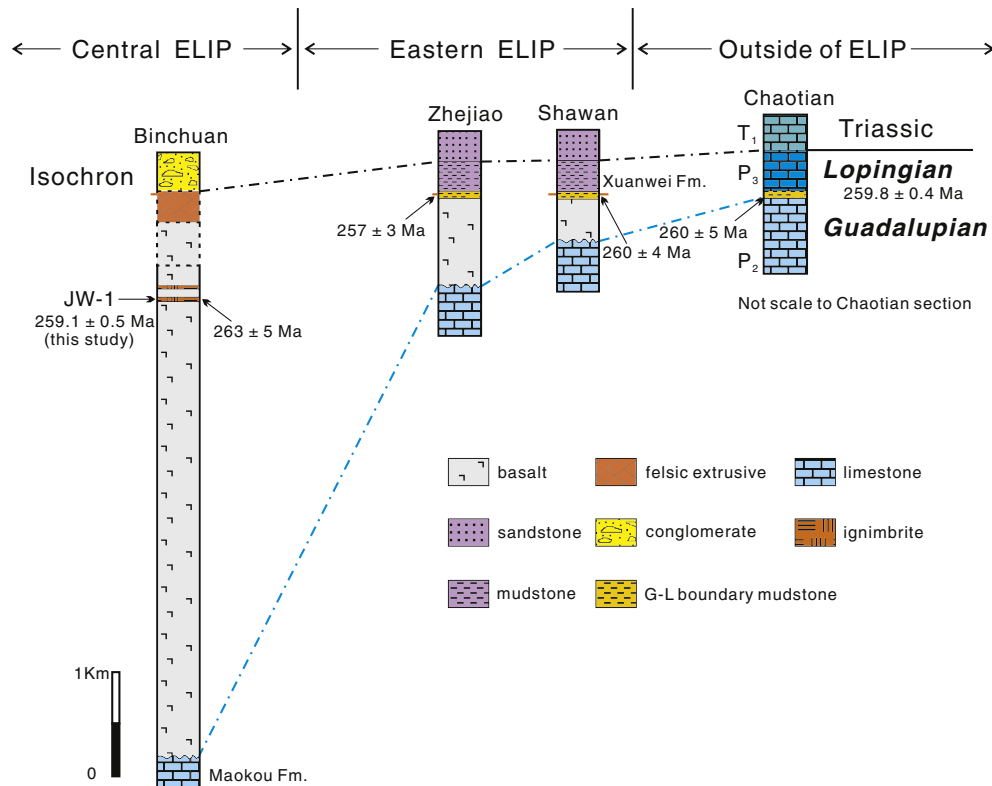 Central ELIP
Eastern ELIP
Outside of ELIP
Binchuan
Zhejiao
Shawan
Chaotian
Isochron
T1
Triassic
P3
Lopingian
259.8 ± 0.4 Ma
Guadalupian
P2
Xuanwei Fm.
257 ± 3 Ma
260 ± 4 Ma
260 ± 5 Ma
Not scale to Chaotian section
JW-1
259.1 ± 0.5 Ma
(this study)
263 ± 5 Ma
basalt
felsic extrusive
limestone
sandstone
conglomerate
ignimbrite
mudstone
G-L boundary mudstone
1Km
0
Maokou Fm.